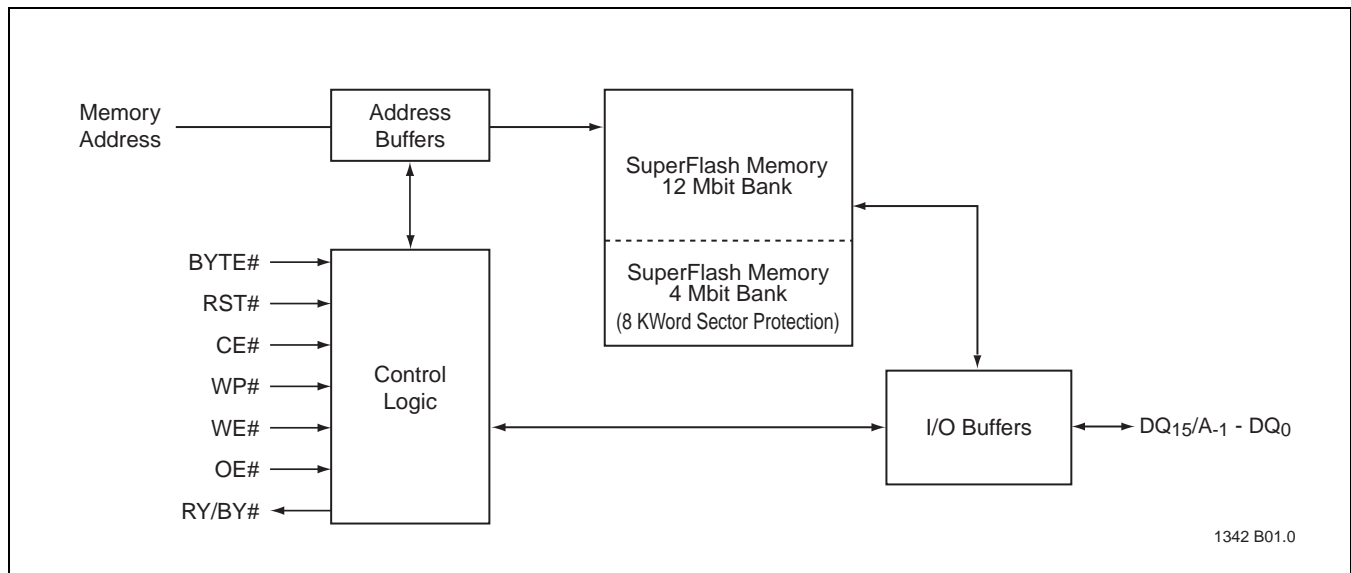 Memory
Address
Address
Buffers
SuperFlash Memory
12 Mbit Bank
SuperFlash Memory
4 Mbit Bank
(8 KWord Sector Protection)
BYTE#
RST#
CE#
WP#
WE#
OE#
RY/BY#
Control
Logic
I/O Buffers
DQ15/A-1 - DQ0
1342 B01.0